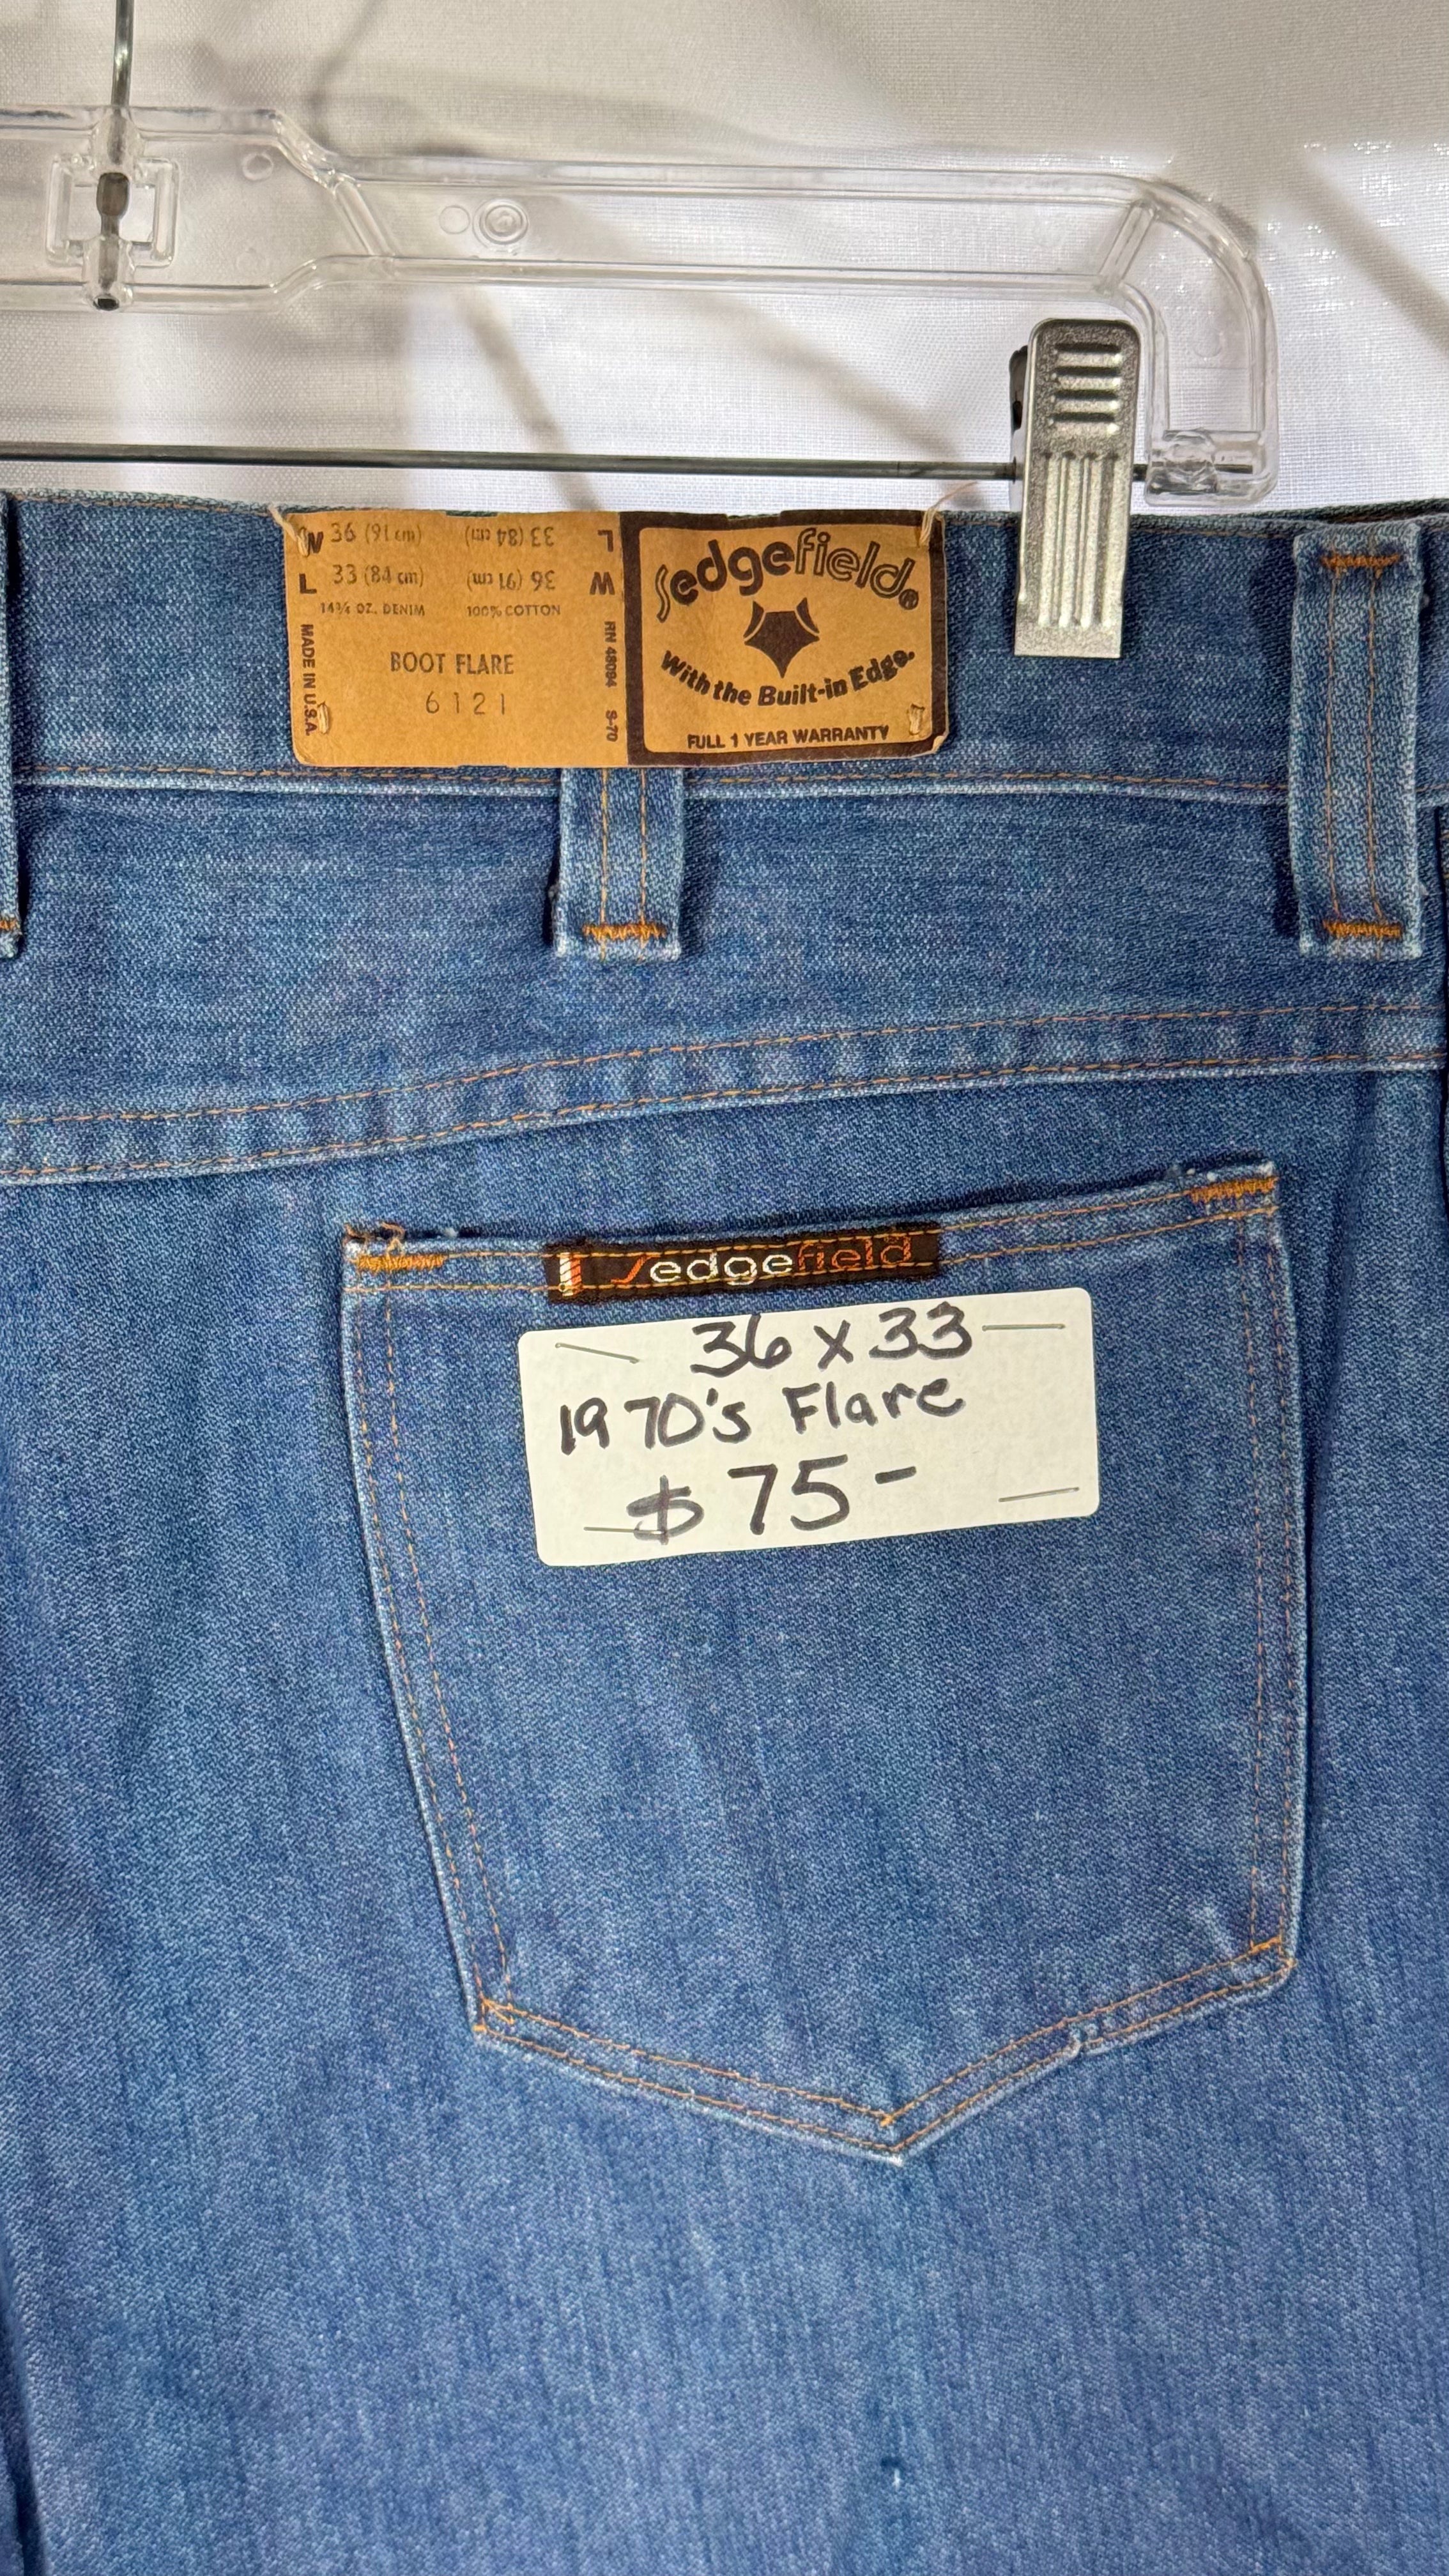 W 36 (91 cm)
L 33 (84 cm)
L 33 (84 cm)
W 36 (91 cm)
14¾ OZ. DENIM 100% COTTON
MADE IN U.S.A.
BOOT FLARE
6121
RN 48094 S-70
Sedgefield®
With the Built-in Edge.
FULL 1 YEAR WARRANTY
Sedgefield
36 x 33
1970's Flare
$75-